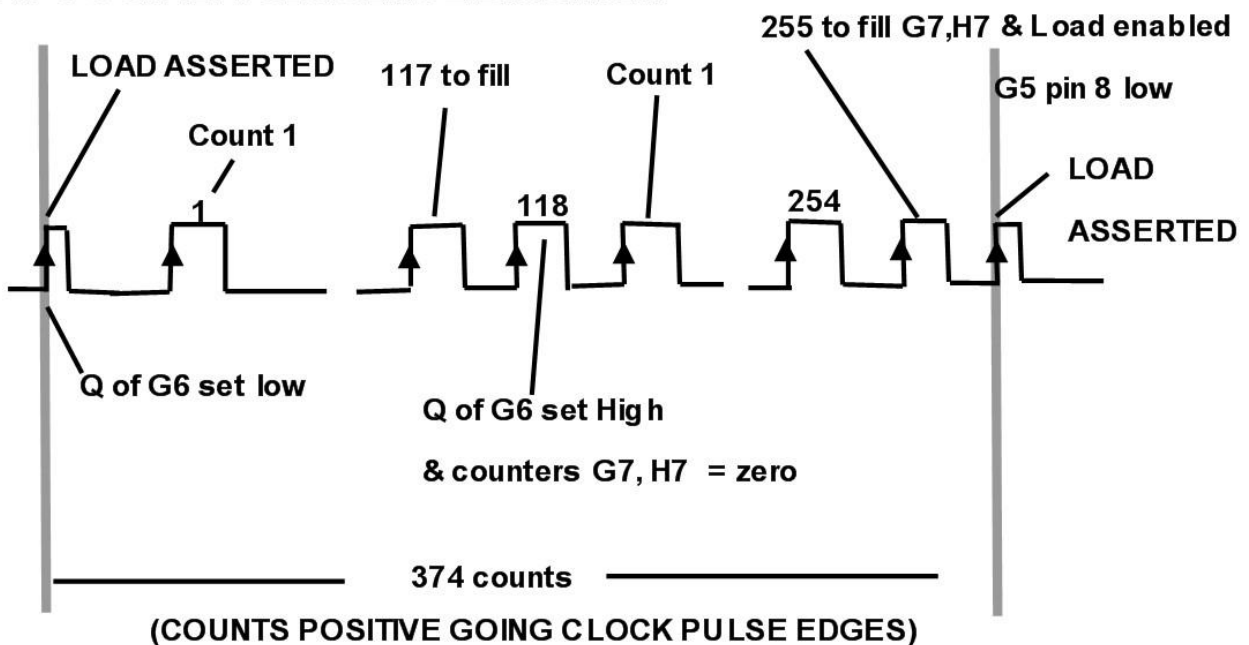 255 to fill G7,H7 & Load enabled
LOAD ASSERTED
117 to fill
Count 1
G5 pin 8 low
Count 1
LOAD
1
118
254
ASSERTED
Q of G6 set low
Q of G6 set High
& counters G7, H7 = zero
374 counts
(COUNTS POSITIVE GOING CLOCK PULSE EDGES)